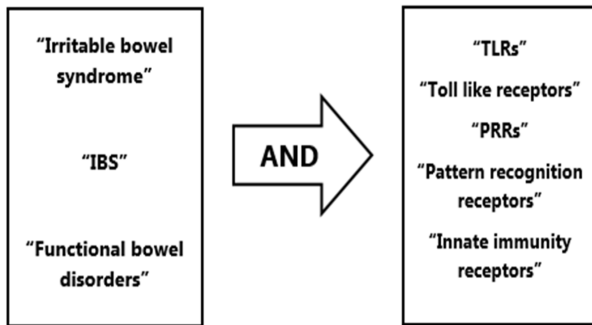 “Irritable bowel
syndrome”
“IBS”
“Functional bowel
disorders”
AND
“TLRs”
“Toll like receptors”
“PRRs”
“Pattern recognition
receptors”
“Innate immunity
receptors”